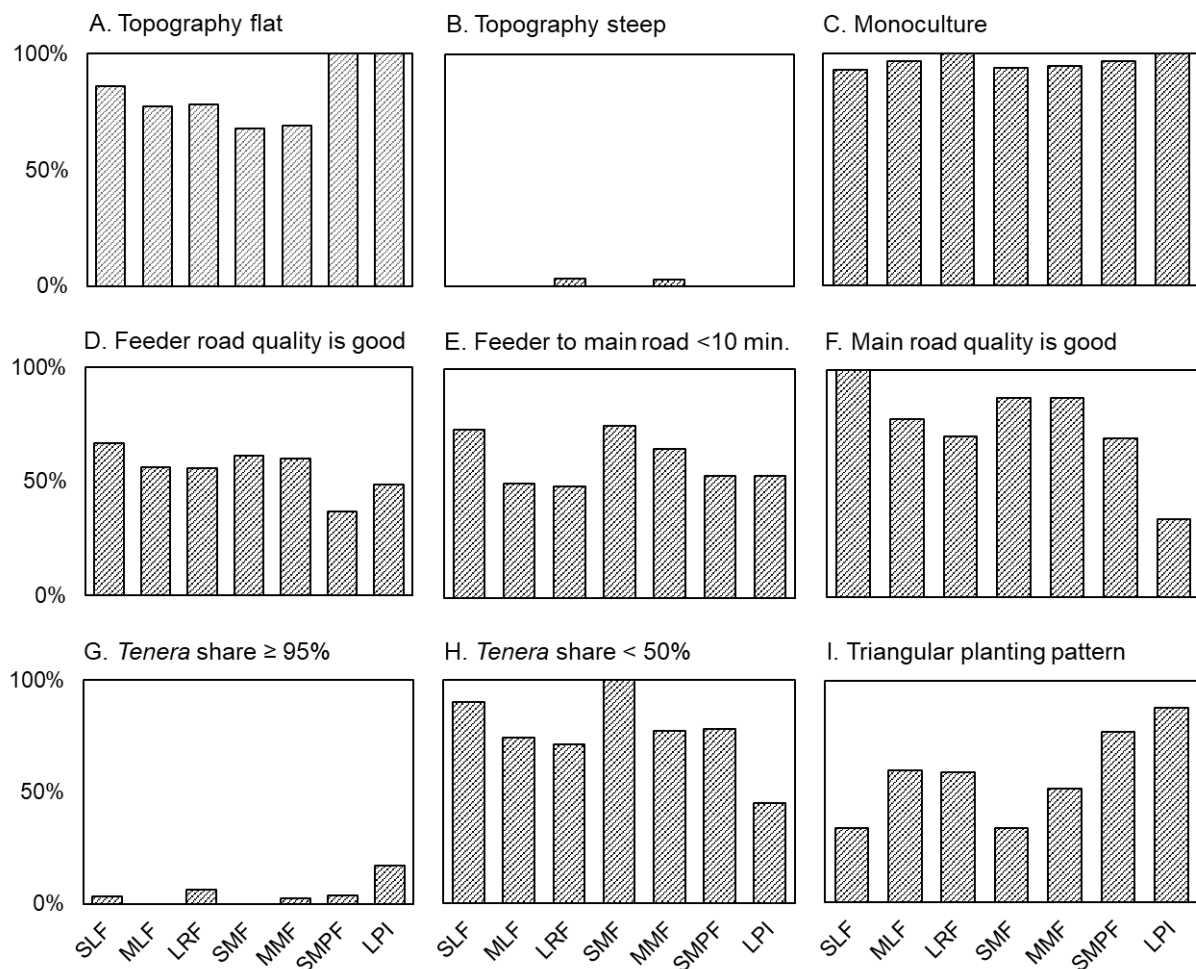 A. Topography flat
B. Topography steep
C. Monoculture
100%
50%
0%
D. Feeder road quality is good
E. Feeder to main road <10 min.
F. Main road quality is good
100%
50%
0%
G. Tenera share ≥ 95%
H. Tenera share < 50%
I. Triangular planting pattern
100%
50%
0%
SLF
MLF
LRF
SMF
MMF
SMPF
LPI
SLF
MLF
LRF
SMF
MMF
SMPF
LPI
SLF
MLF
LRF
SMF
MMF
SMPF
LPI